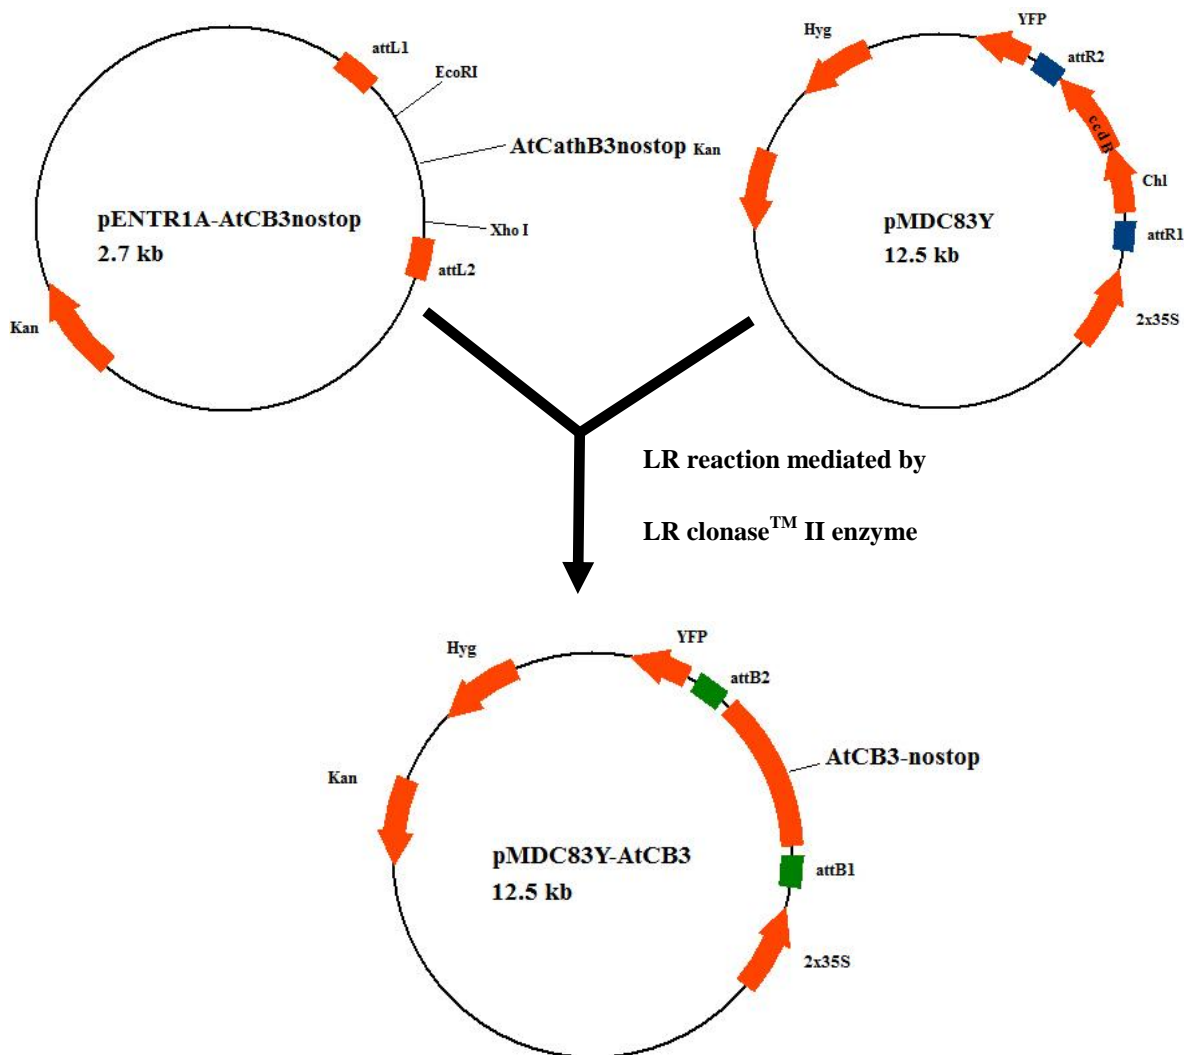 attL1
EcoRI
AtCathB3nostop
pENTR1A-AtCB3nostop
2.7 kb
Xho I
attL2
Kan
Hyg
YFP
attR2
ccdB
Kan
Chl
pMDC83Y
12.5 kb
attR1
2x35S
LR reaction mediated by
LR clonase™ II enzyme
Hyg
YFP
attB2
AtCB3-nostop
Kan
pMDC83Y-AtCB3
12.5 kb
attB1
2x35S